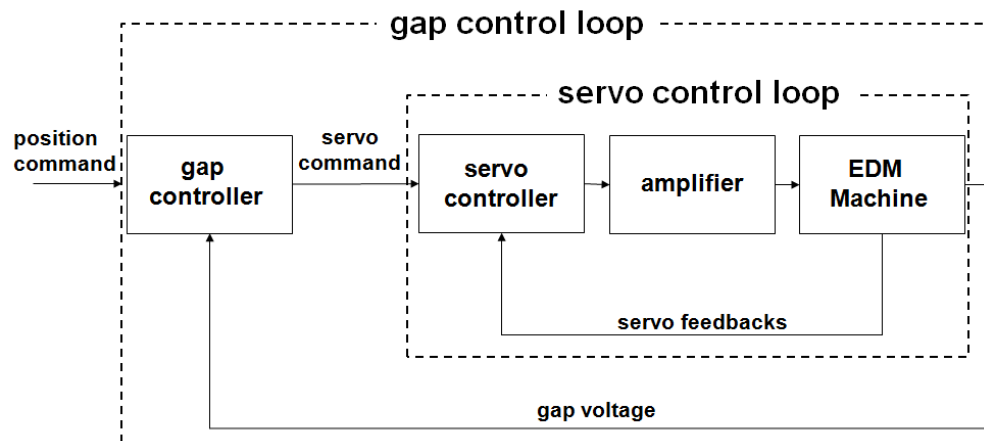 gap control loop
servo control loop
position
command
gap
controller
servo
command
servo
controller
amplifier
EDM
Machine
servo feedbacks
gap voltage